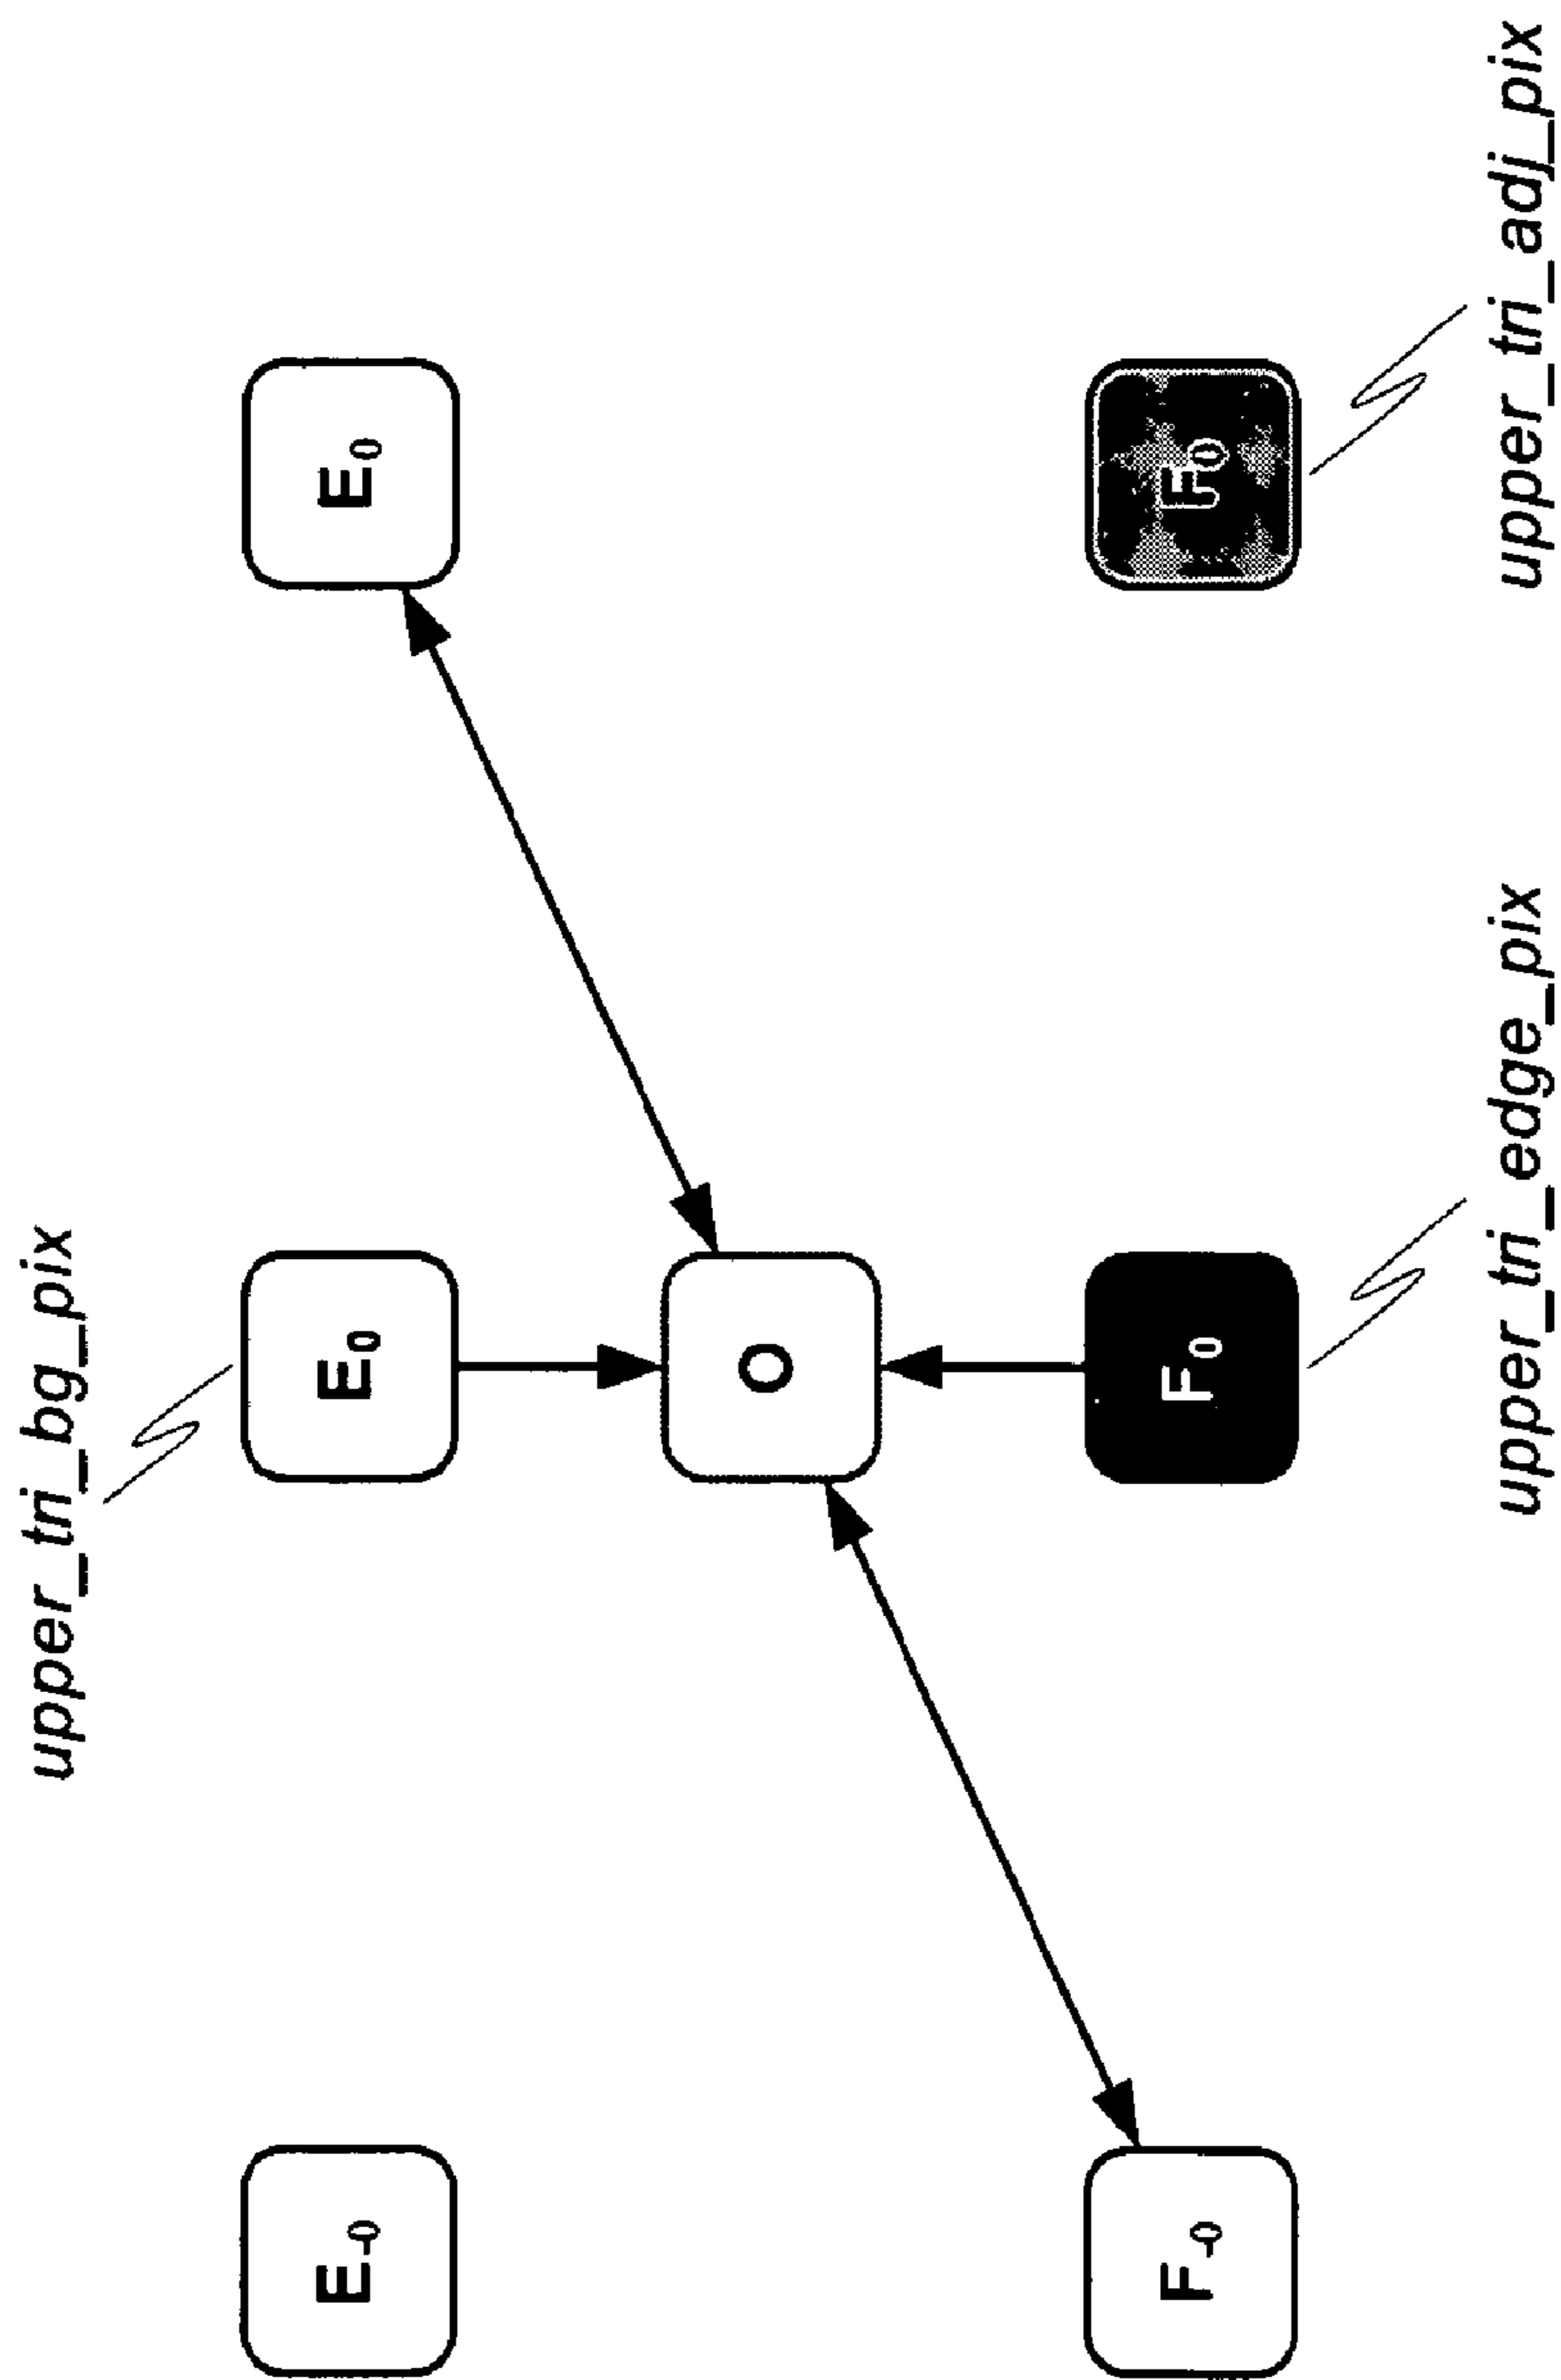 upper_tri_bg_pix
E-0
E0
E0
O
F-0
F0
F0
upper_tri_edge_pix
upper_tri_adj_pix